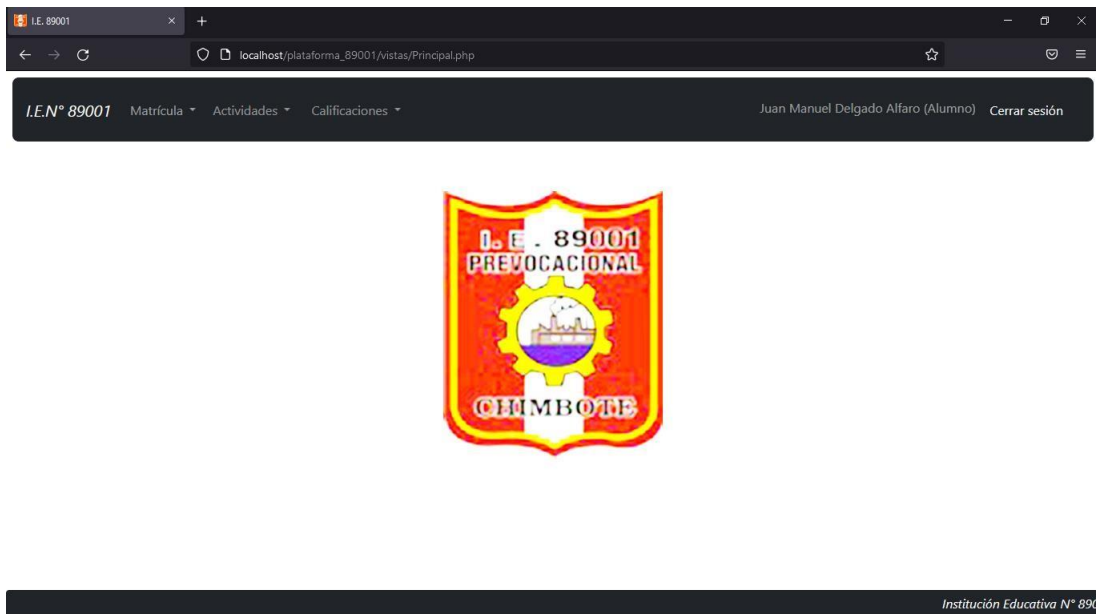 I.E. 89001
localhost/plataforma_89001/vistas/Principal.php
I.E.N° 89001 Matrícula Actividades Calificaciones Juan Manuel Delgado Alfaro (Alumno) Cerrar sesión
I. E. 89001
PREVOCACIONAL
CHIMBOTE
Institución Educativa N° 890